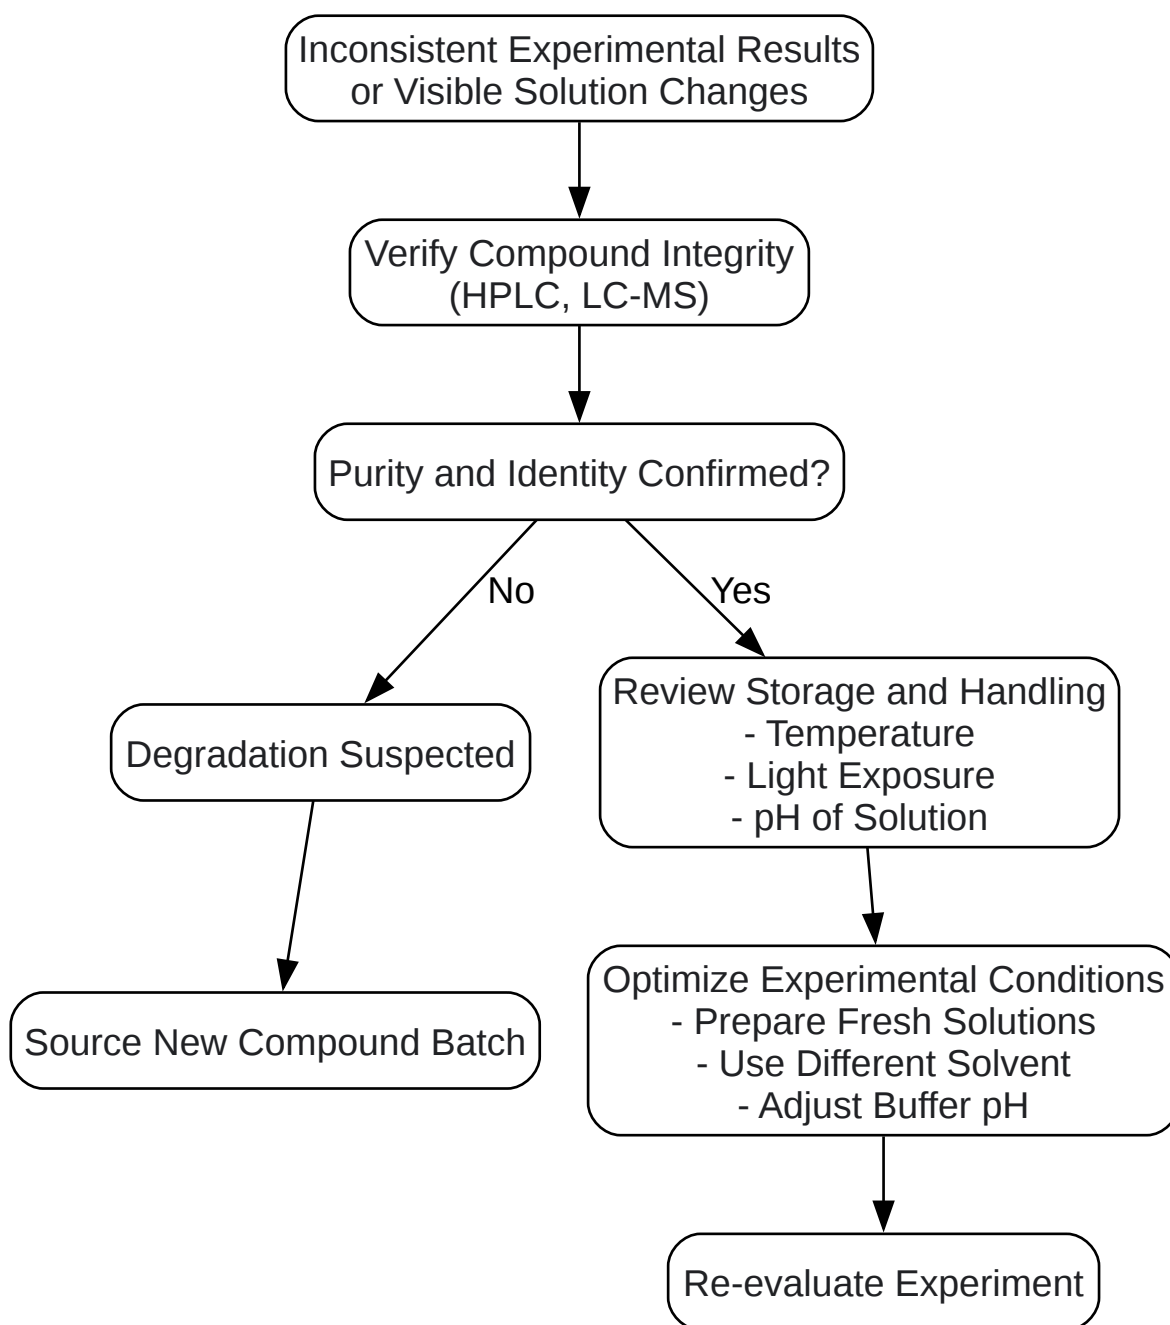 Inconsistent Experimental Results
or Visible Solution Changes
Verify Compound Integrity
(HPLC, LC-MS)
Purity and Identity Confirmed?
No
Yes
Degradation Suspected
Review Storage and Handling
- Temperature
- Light Exposure
- pH of Solution
Source New Compound Batch
Optimize Experimental Conditions
- Prepare Fresh Solutions
- Use Different Solvent
- Adjust Buffer pH
Re-evaluate Experiment